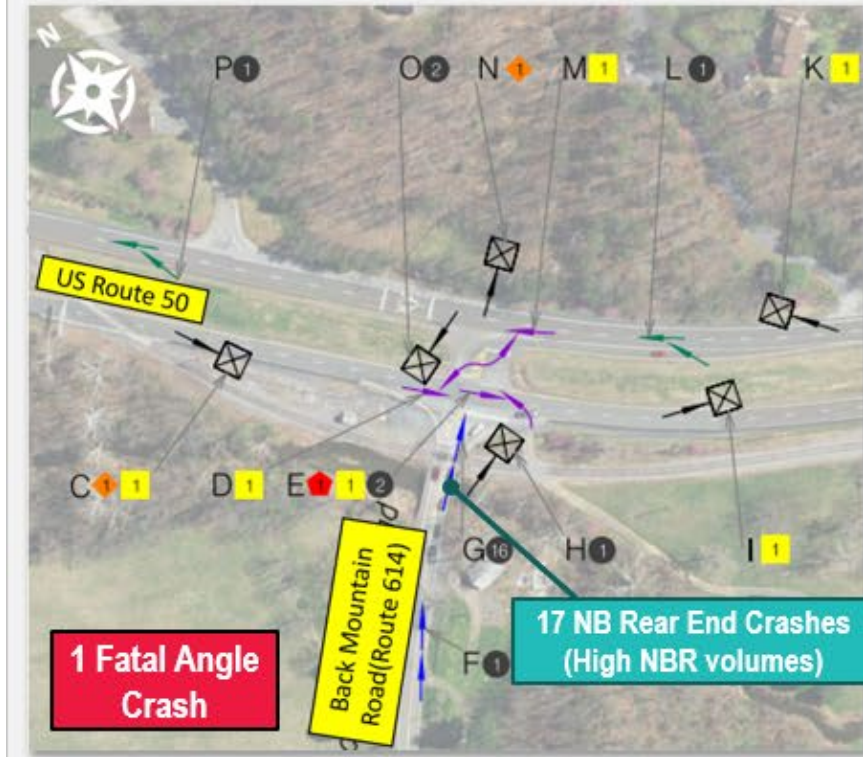 N
P 1 O 2 N 1 M 1 L 1 K 1
US Route 50
C 1 1 D 1 E 1 1 2
G 16 H 1 I 1
Back Mountain
Road(Route 614)
F 1
17 NB Rear End Crashes
(High NBR volumes)
1 Fatal Angle
Crash